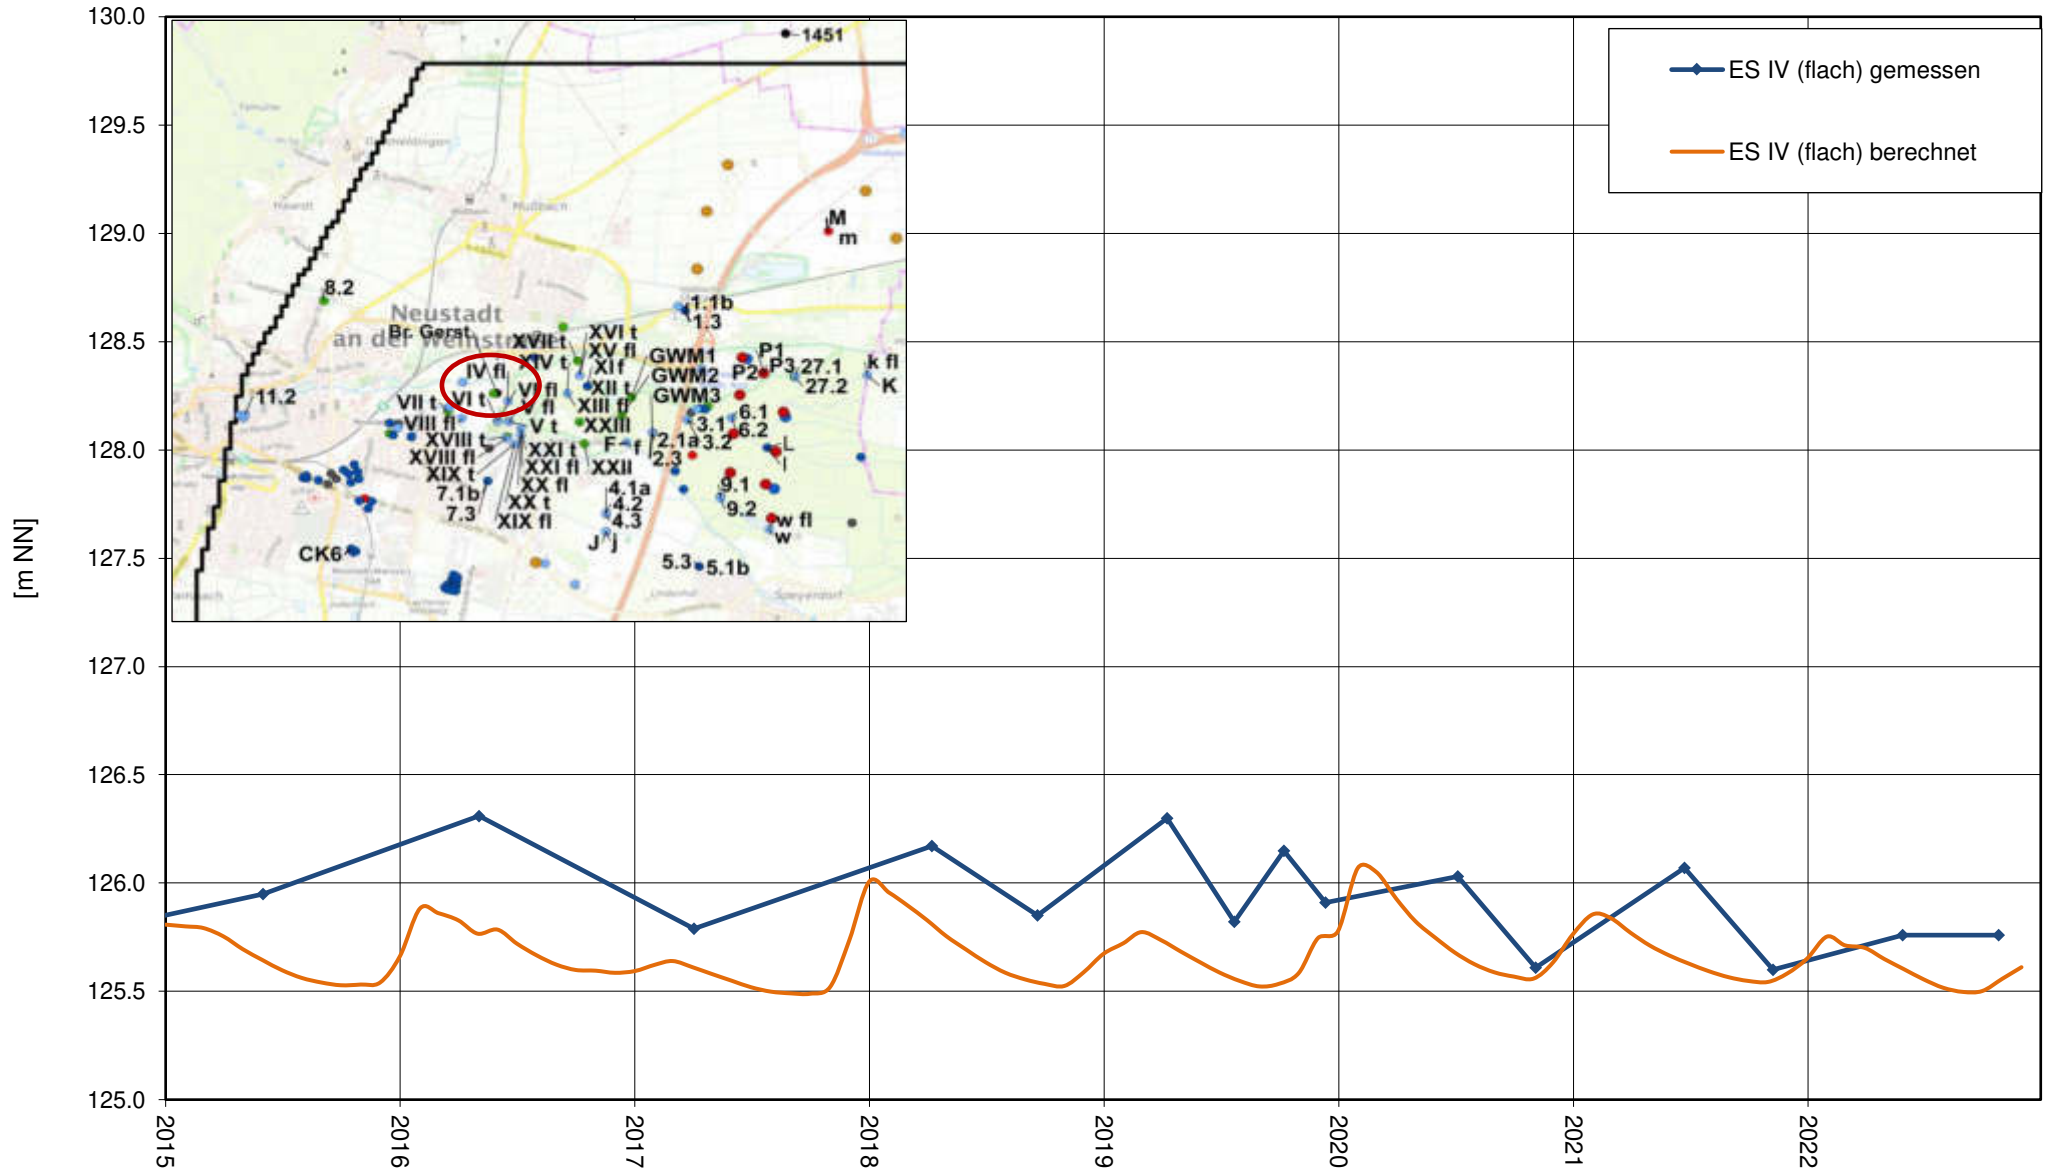 130.0
129.5
129.0
128.5
128.0
127.5
127.0
126.5
126.0
125.5
125.0
[m NN]
2015
2016
2017
2018
2019
2020
2021
2022
ES IV (flach) gemessen
ES IV (flach) berechnet
1451
Haardt
Mußbach
M
m
8.2
Neustadt
an der Weinstraße
Br. Gerst
1.1b
1.3
XVII t
XVI t
XV fl
XIV t
XI f
GWM1
P1
P2
P3
27.1
27.2
k fl
K
IV fl
VI fl
XII t
GWM2
11.2
VII t
VI t
V fl
XIII fl
GWM3
6.1
VIII fl
V t
XXIII
3.1
6.2
XVIII t
XXI t
F
f
2.1a
3.2
L
l
XVIII fl
XXI fl
XXII
2.3
XIX t
XX fl
4.1a
9.1
7.1b
XX t
4.2
9.2
7.3
XIX fl
4.3
w fl
w
J
j
CK6
5.3
5.1b
Lindenhof
Speyerdorf